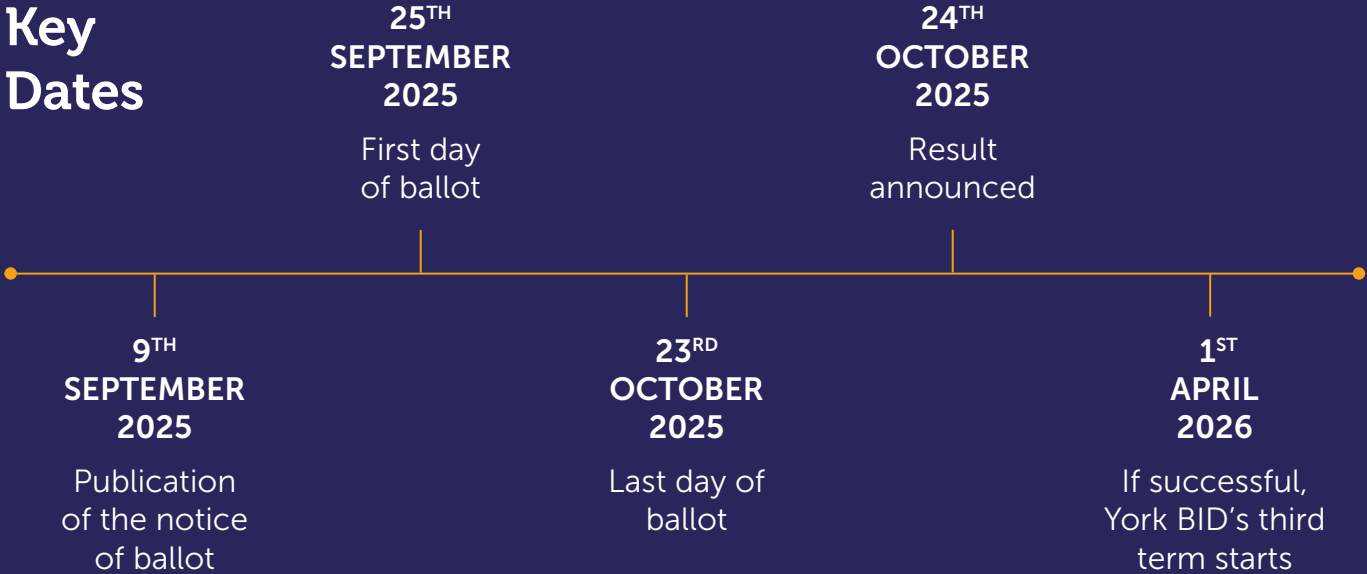 Key
Dates
9TH
SEPTEMBER
2025
Publication
of the notice
of ballot
25TH
SEPTEMBER
2025
First day
of ballot
23RD
OCTOBER
2025
Last day of
ballot
24TH
OCTOBER
2025
Result
announced
1ST
APRIL
2026
If successful,
York BID’s third
term starts